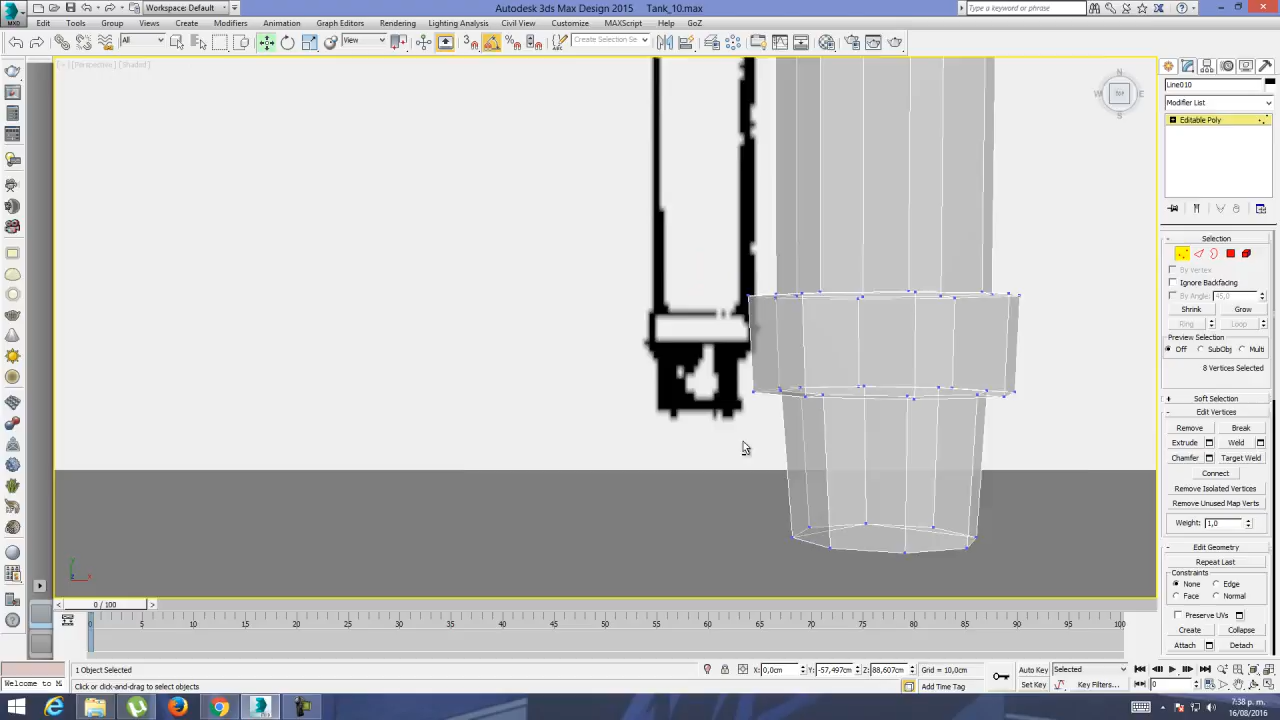 Autodesk 3ds Max Design 2015 Tank_10.max
Workspace: Default
Type a keyword or phrase
Edit Tools Group Views Create Modifiers Animation Graph Editors Rendering Lighting Analysis Civil View Customize MAXScript Help GoZ
All View Create Selection Se
[ + ] [Perspective] [Shaded]
N
W TOP E
S
Line010
Modifier List
Editable Poly
Selection
By Vertex
Ignore Backfacing
By Angle: 45,0
Shrink Grow
Ring Loop
Preview Selection
Off SubObj Multi
8 Vertices Selected
Soft Selection
Edit Vertices
Remove Break
Extrude Weld
Chamfer Target Weld
Connect
Remove Isolated Vertices
Remove Unused Map Verts
Weight: 1,0
Edit Geometry
Repeat Last
Constraints
None Edge
Face Normal
Preserve UVs
Create Collapse
Attach Detach
0 / 100
0 5 10 15 20 25 30 35 40 45 50 55 60 65 70 75 80 85 90 95 100
1 Object Selected X: 0,0cm Y: -57,497cm Z: 88,607cm Grid = 10,0cm Auto Key Selected
Welcome to M Click or click-and-drag to select objects Add Time Tag Set Key Key Filters... 0
7:38 p. m.
16/08/2016